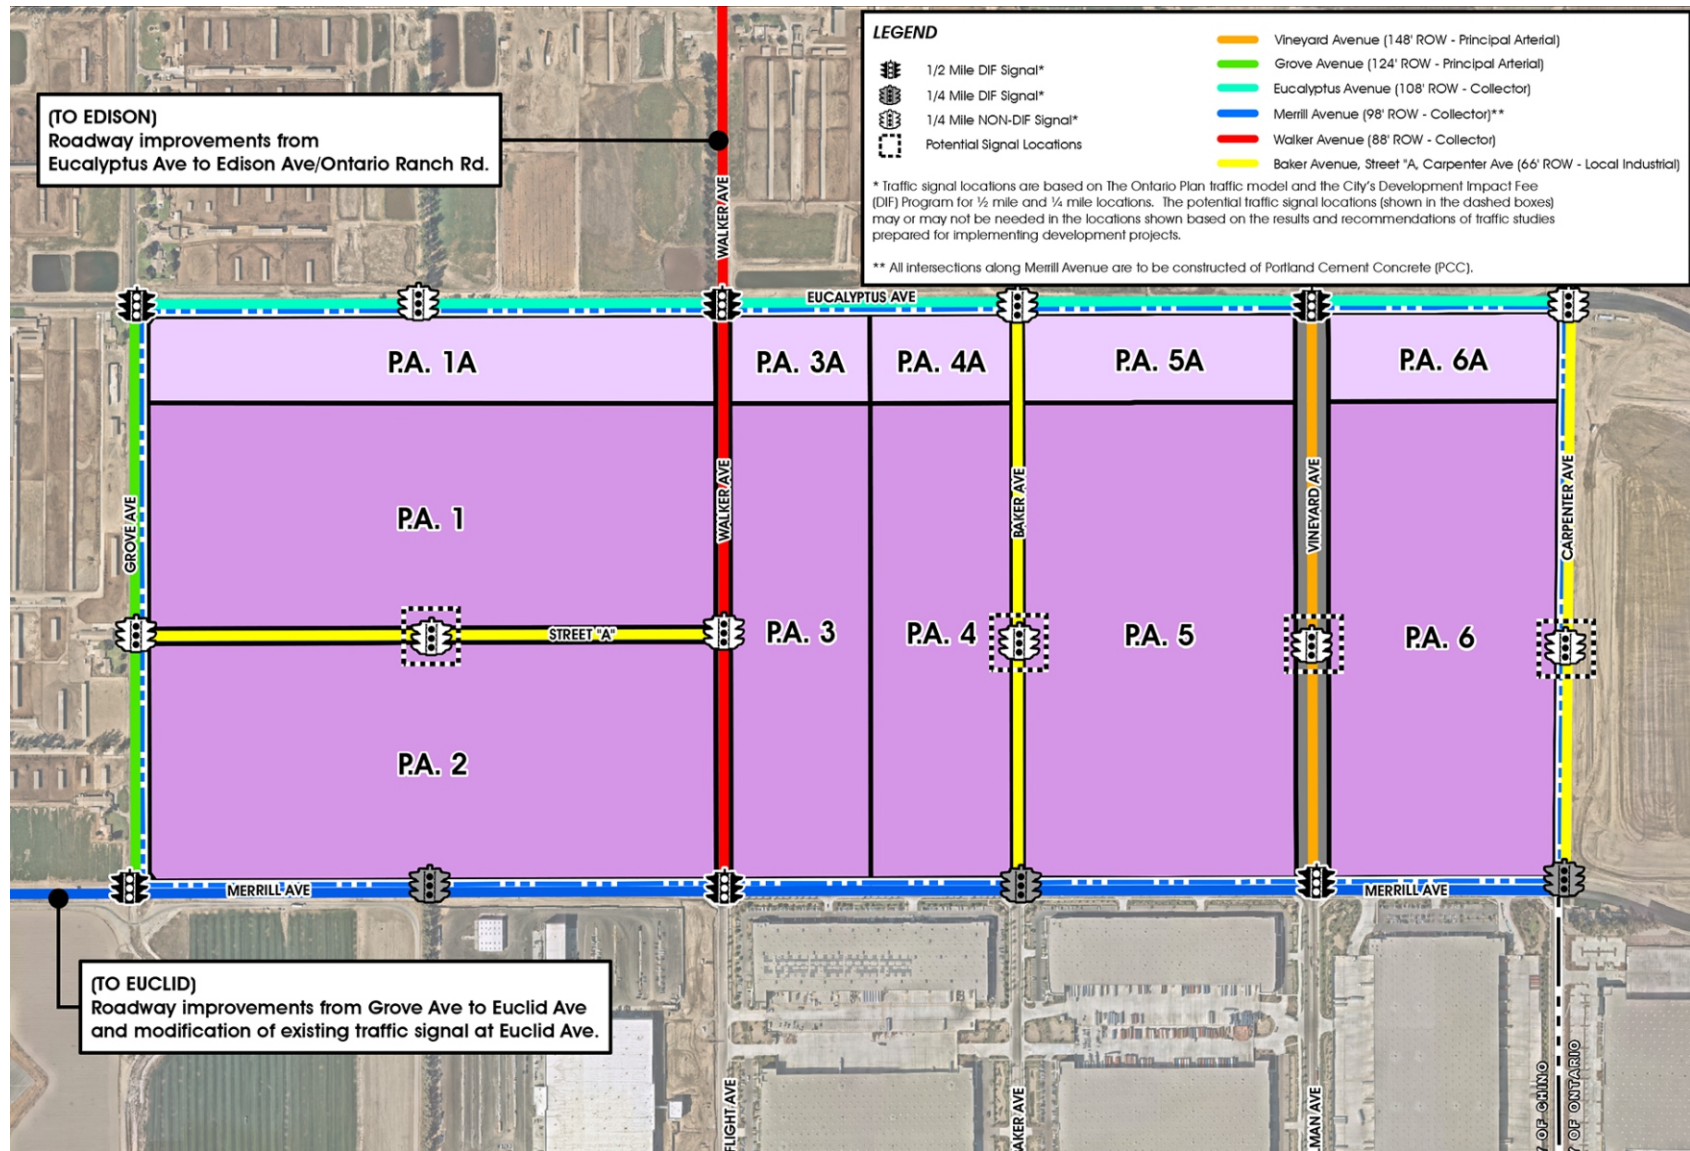 LEGEND
1/2 Mile DIF Signal*
1/4 Mile DIF Signal*
1/4 Mile NON-DIF Signal*
Potential Signal Locations
Vineyard Avenue (148' ROW - Principal Arterial)
Grove Avenue (124' ROW - Principal Arterial)
Eucalyptus Avenue (108' ROW - Collector)
Merrill Avenue (98' ROW - Collector)**
Walker Avenue (88' ROW - Collector)
Baker Avenue, Street "A, Carpenter Ave (66' ROW - Local Industrial)
* Traffic signal locations are based on The Ontario Plan traffic model and the City's Development Impact Fee
(DIF) Program for ½ mile and ¼ mile locations. The potential traffic signal locations (shown in the dashed boxes)
may or may not be needed in the locations shown based on the results and recommendations of traffic studies
prepared for implementing development projects.
** All intersections along Merrill Avenue are to be constructed of Portland Cement Concrete (PCC).
(TO EDISON)
Roadway improvements from
Eucalyptus Ave to Edison Ave/Ontario Ranch Rd.
WALKER AVE
EUCALYPTUS AVE
P.A. 1A
P.A. 3A
P.A. 4A
P.A. 5A
P.A. 6A
GROVE AVE
P.A. 1
WALKER AVE
BAKER AVE
VINEYARD AVE
CARPENTER AVE
STREET "A"
P.A. 3
P.A. 4
P.A. 5
P.A. 6
P.A. 2
MERRILL AVE
MERRILL AVE
(TO EUCLID)
Roadway improvements from Grove Ave to Euclid Ave
and modification of existing traffic signal at Euclid Ave.
FLIGHT AVE
AKER AVE
LMAN AVE
Y OF CHINO
Y OF ONTARIO